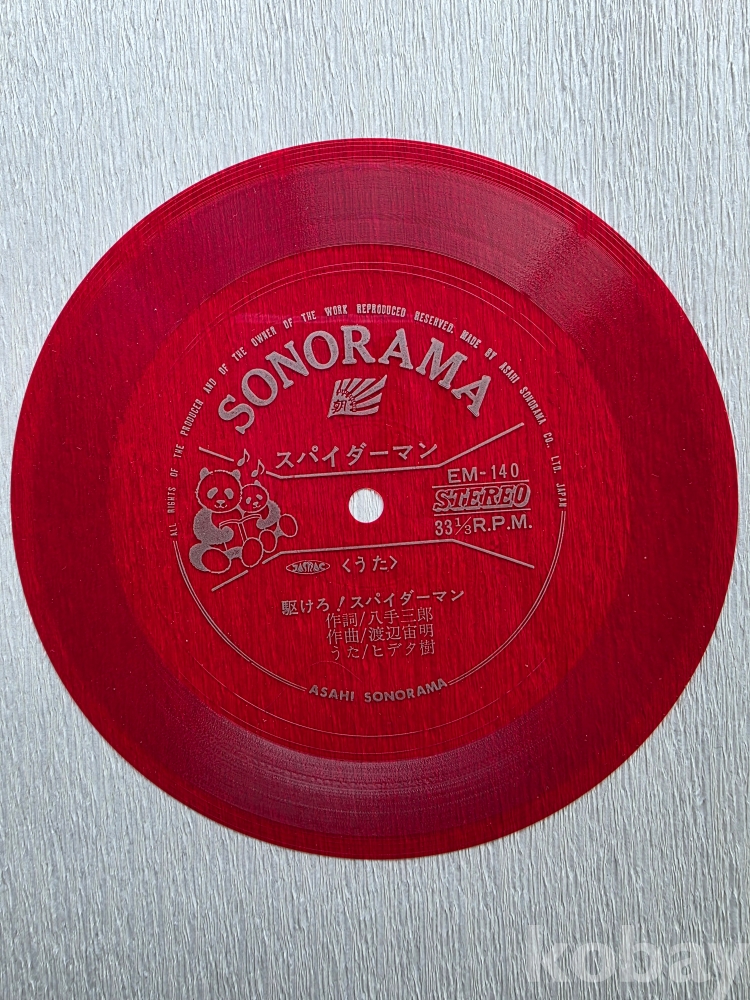 ALL RIGHTS OF THE PRODUCER AND OF THE OWNER OF THE WORK REPRODUCED RESERVED. MADE BY ASAHI SONORAMA CO., LTD. JAPAN
SONORAMA
朝
スパイダーマン
EM-140
STEREO
33⅓R.P.M.
JASRAC
〈うた〉
駆けろ!スパイダーマン
作詞/八手三郎
作曲/渡辺宙明
うた/ヒデタ樹
ASAHI SONORAMA
kobay